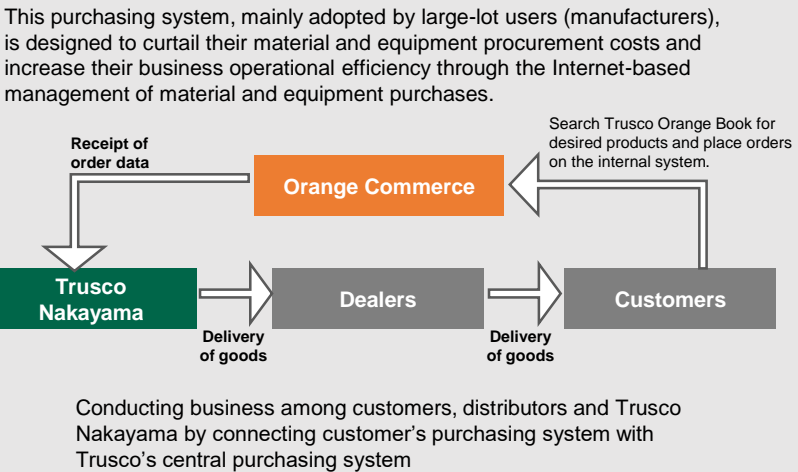 This purchasing system, mainly adopted by large-lot users (manufacturers),
is designed to curtail their material and equipment procurement costs and
increase their business operational efficiency through the Internet-based
management of material and equipment purchases.
Search Trusco Orange Book for
desired products and place orders
on the internal system.
Receipt of
order data
Orange Commerce
Trusco
Nakayama
Dealers
Customers
Delivery
of goods
Delivery
of goods
Conducting business among customers, distributors and Trusco
Nakayama by connecting customer’s purchasing system with
Trusco’s central purchasing system